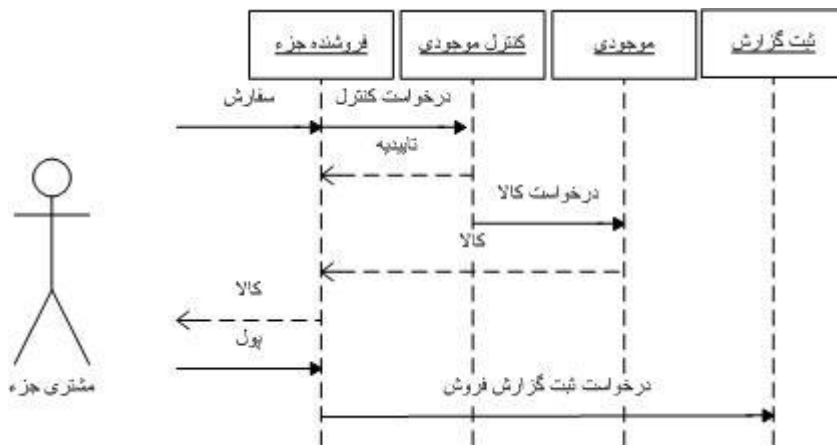 ثبت گزارش
موجودی
کنترل موجودی
فروشنده جزء
سفارش
درخواست کنترل
تاییدیه
درخواست کالا
کالا
کالا
پول
مشتری جزء
درخواست ثبت گزارش فروش